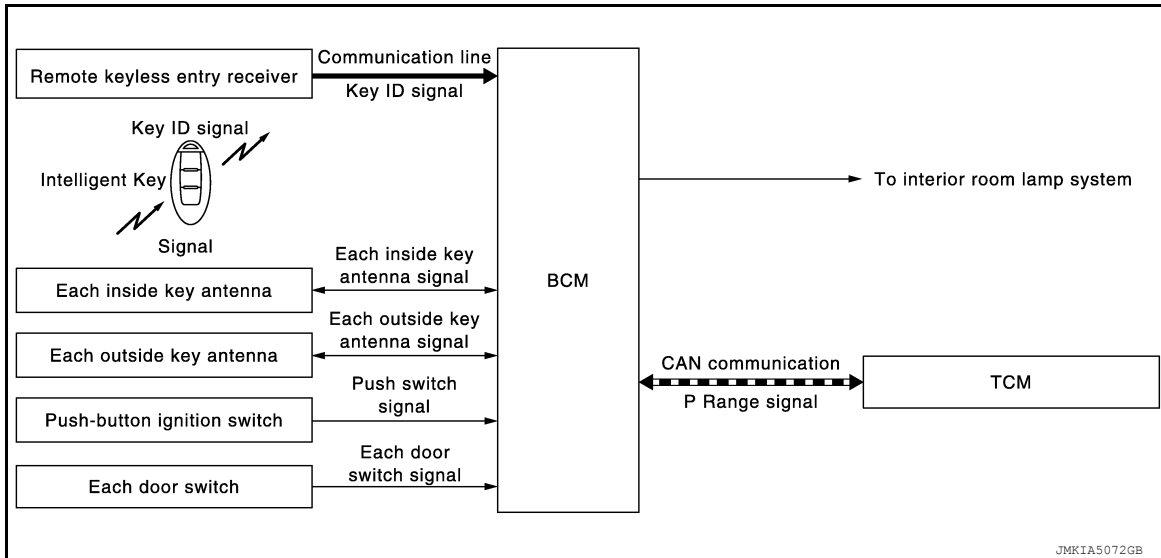 Remote keyless entry receiver
Communication line
Key ID signal
Key ID signal
Intelligent Key
Signal
Each inside key antenna
Each inside key
antenna signal
Each outside key antenna
Each outside key
antenna signal
Push-button ignition switch
Push switch
signal
Each door switch
Each door
switch signal
BCM
To interior room lamp system
CAN communication
P Range signal
TCM
JMKIA5072GB